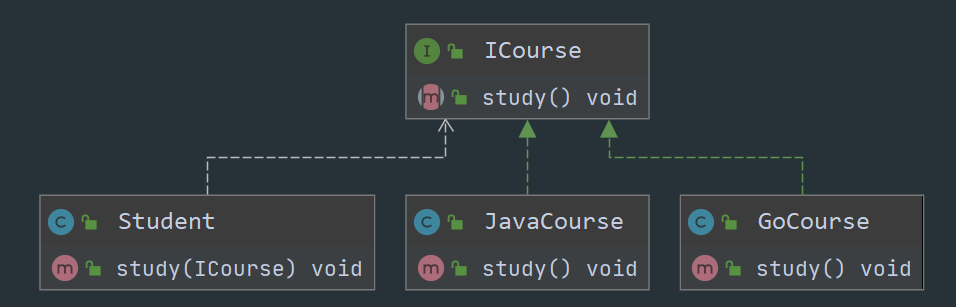 I ICourse
m study() void
C Student
m study(ICourse) void
C JavaCourse
m study() void
C GoCourse
m study() void